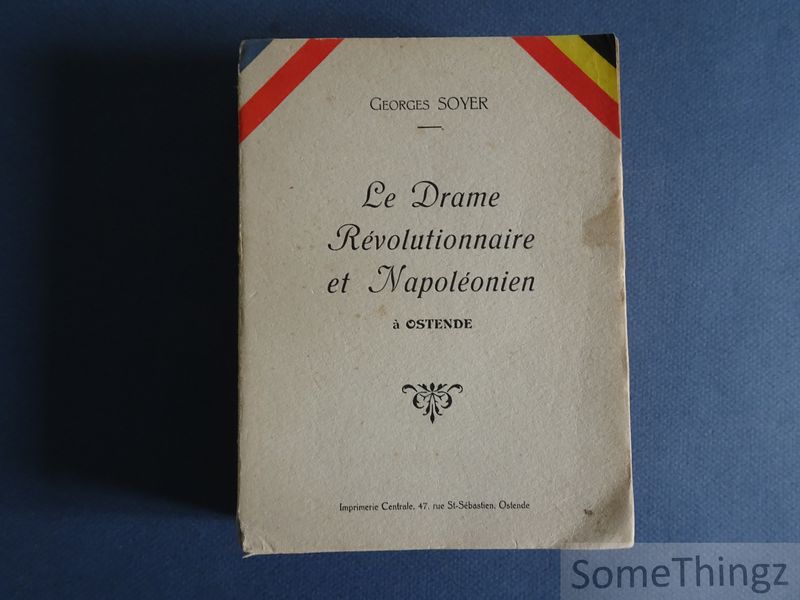 Georges SOYER
Le Drame
Révolutionnaire
et Napoléonien
à OSTENDE
Imprimerie Centrale, 47, rue St-Sébastien, Ostende
SomeThingz